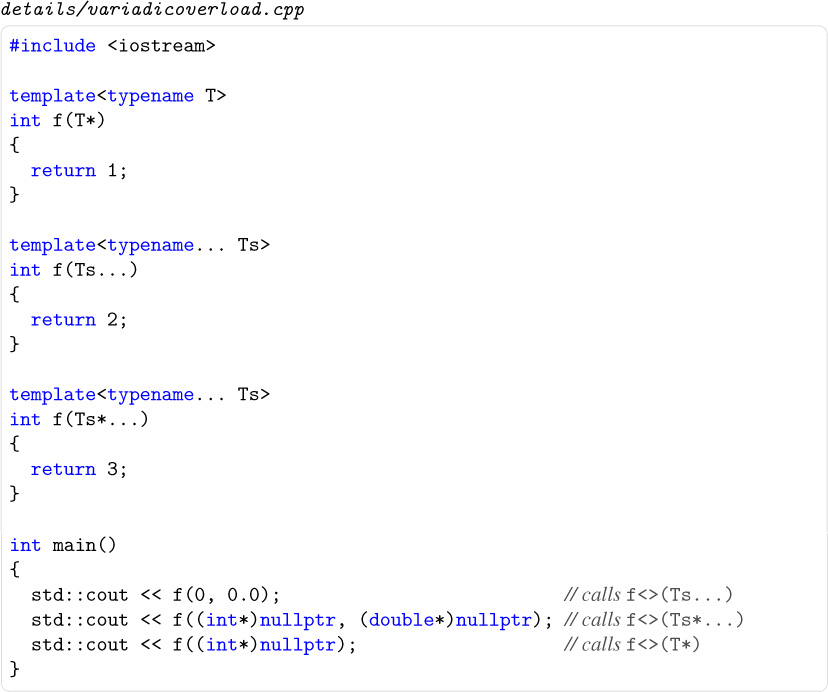 details/variadicoverload.cpp
#include <iostream>
template<typename T>
int f(T*)
{
  return 1;
}
template<typename... Ts>
int f(Ts...)
{
  return 2;
}
template<typename... Ts>
int f(Ts*...)
{
  return 3;
}
int main()
{
  std::cout << f(0, 0.0); // calls f<>(Ts...)
  std::cout << f((int*)nullptr, (double*)nullptr); // calls f<>(Ts*...)
  std::cout << f((int*)nullptr); // calls f<>(T*)
}